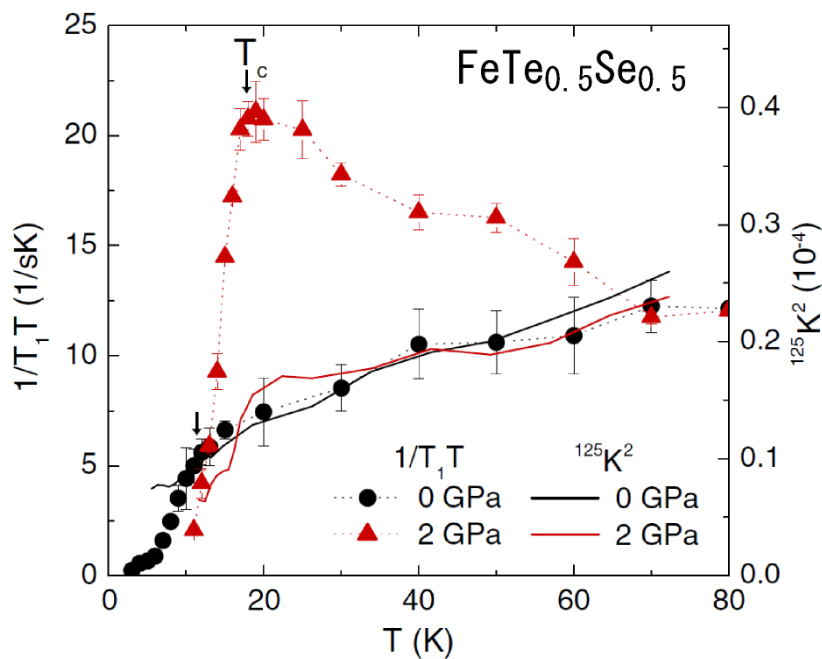 25
20
15
10
5
0
1/T₁T (1/sK)
T_c
FeTe₀.₅Se₀.₅
0.4
0.3
0.2
0.1
0.0
¹²⁵K² (10⁻⁴)
1/T₁T ¹²⁵K²
0 GPa 0 GPa
2 GPa 2 GPa
0 20 40 60 80
T (K)